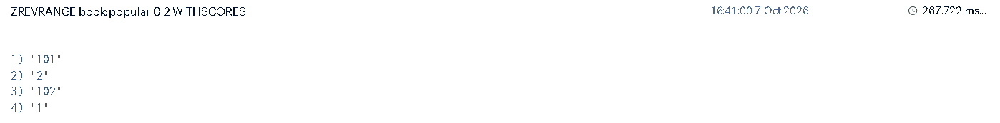 ZREVRANGE book:popular 0 2 WITHSCORES
16:41:00 7 Oct 2026
267.722 ms...
1) "101"
2) "2"
3) "102"
4) "1"